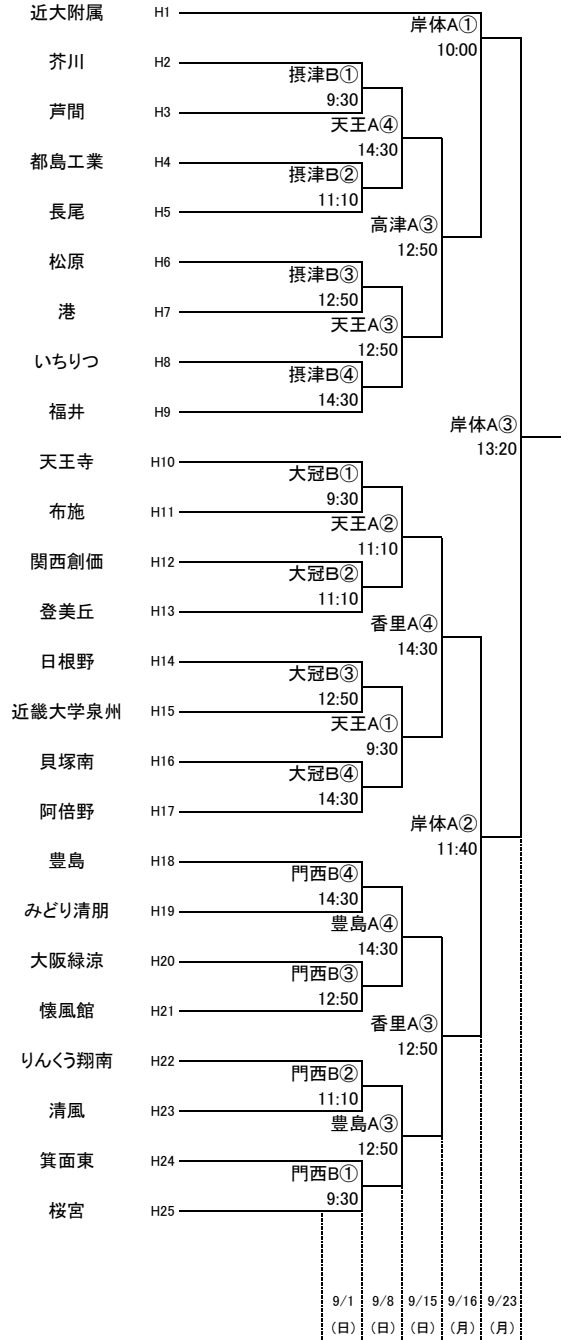 近大附属 H1
岸体A①
10:00
芥川 H2
摂津B①
9:30
芦間 H3
天王A④
14:30
都島工業 H4
摂津B②
11:10
長尾 H5
高津A③
12:50
松原 H6
摂津B③
12:50
港 H7
天王A③
12:50
いちりつ H8
摂津B④
14:30
福井 H9
岸体A③
13:20
天王寺 H10
大冠B①
9:30
布施 H11
天王A②
11:10
関西創価 H12
大冠B②
11:10
登美丘 H13
香里A④
14:30
日根野 H14
大冠B③
12:50
近畿大学泉州 H15
天王A①
9:30
貝塚南 H16
大冠B④
14:30
阿倍野 H17
岸体A②
11:40
豊島 H18
門西B④
14:30
みどり清朋 H19
豊島A④
14:30
大阪緑涼 H20
門西B③
12:50
懐風館 H21
香里A③
12:50
りんくう翔南 H22
門西B②
11:10
清風 H23
豊島A③
12:50
箕面東 H24
門西B①
9:30
桜宮 H25
9/1 9/8 9/15 9/16 9/23
(日) (日) (日) (月) (月)